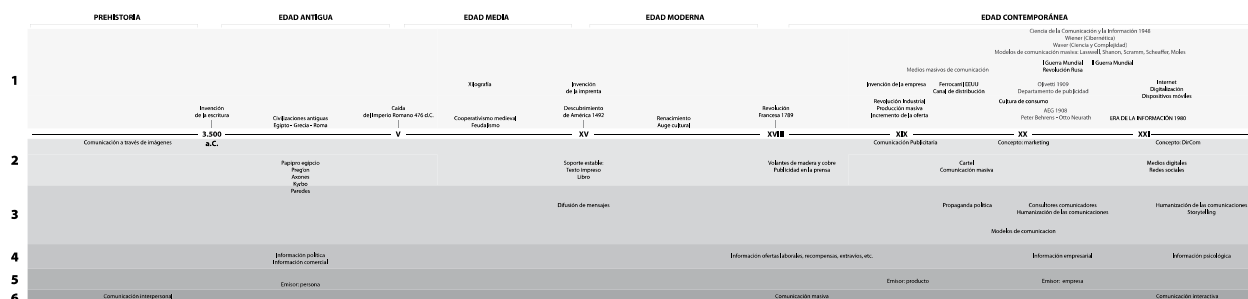 PREHISTORIA
EDAD ANTIGUA
EDAD MEDIA
EDAD MODERNA
EDAD CONTEMPORÁNEA
1
Ciencia de la Comunicación y la Información 1948
Wiener (Cibernética)
Waver (Ciencia y Complejidad)
Modelos de comunicación masiva: Lasswell, Shanon, Scramm, Scheaffer, Moles
I Guerra Mundial
Revolución Rusa
II Guerra Mundial
Medios masivos de comunicación
Xilografía
Invención
de la imprenta
Invención de la empresa
Ferrocarril EEUU
Canal de distribución
Olivetti 1909
Departamento de publicidad
Internet
Digitalización
Dispositivos móviles
Invención
de la escritura
Civilizaciones antiguas
Egipto - Grecia - Roma
Caída
del Imperio Romano 476 d.C.
Cooperativismo medieval
Feudalismo
Descubrimiento
de América 1492
Renacimiento
Auge cultural
Revolución
Francesa 1789
Revolución Industrial
Producción masiva
Incremento de la oferta
Cultura de consumo
AEG 1908
Peter Behrens - Otto Neurath
ERA DE LA INFORMACIÓN 1980
3.500
a.C.
V
XV
XVIII
XIX
XX
XXI
Comunicación a través de imágenes
Comunicación Publicitaria
Concepto: marketing
Concepto: DirCom
2
Papipro egipcio
Pregón
Axones
Kyrbo
Paredes
Soporte estable:
Texto impreso
Libro
Volantes de madera y cobre
Publicidad en la prensa
Cartel
Comunicación masiva
Medios digitales
Redes sociales
3
Difusión de mensajes
Propaganda política
Consultores comunicadores
Humanización de las comunicaciones
Humanización de las comunicaciones
Storytelling
Modelos de comunicacion
4
Información política
Información comercial
Información ofertas laborales, recompensas, extravíos, etc.
Información empresarial
Información psicológica
5
Emisor: persona
Emisor: producto
Emisor: empresa
6
Comunicación interpersonal
Comunicación masiva
Comunicación interactiva